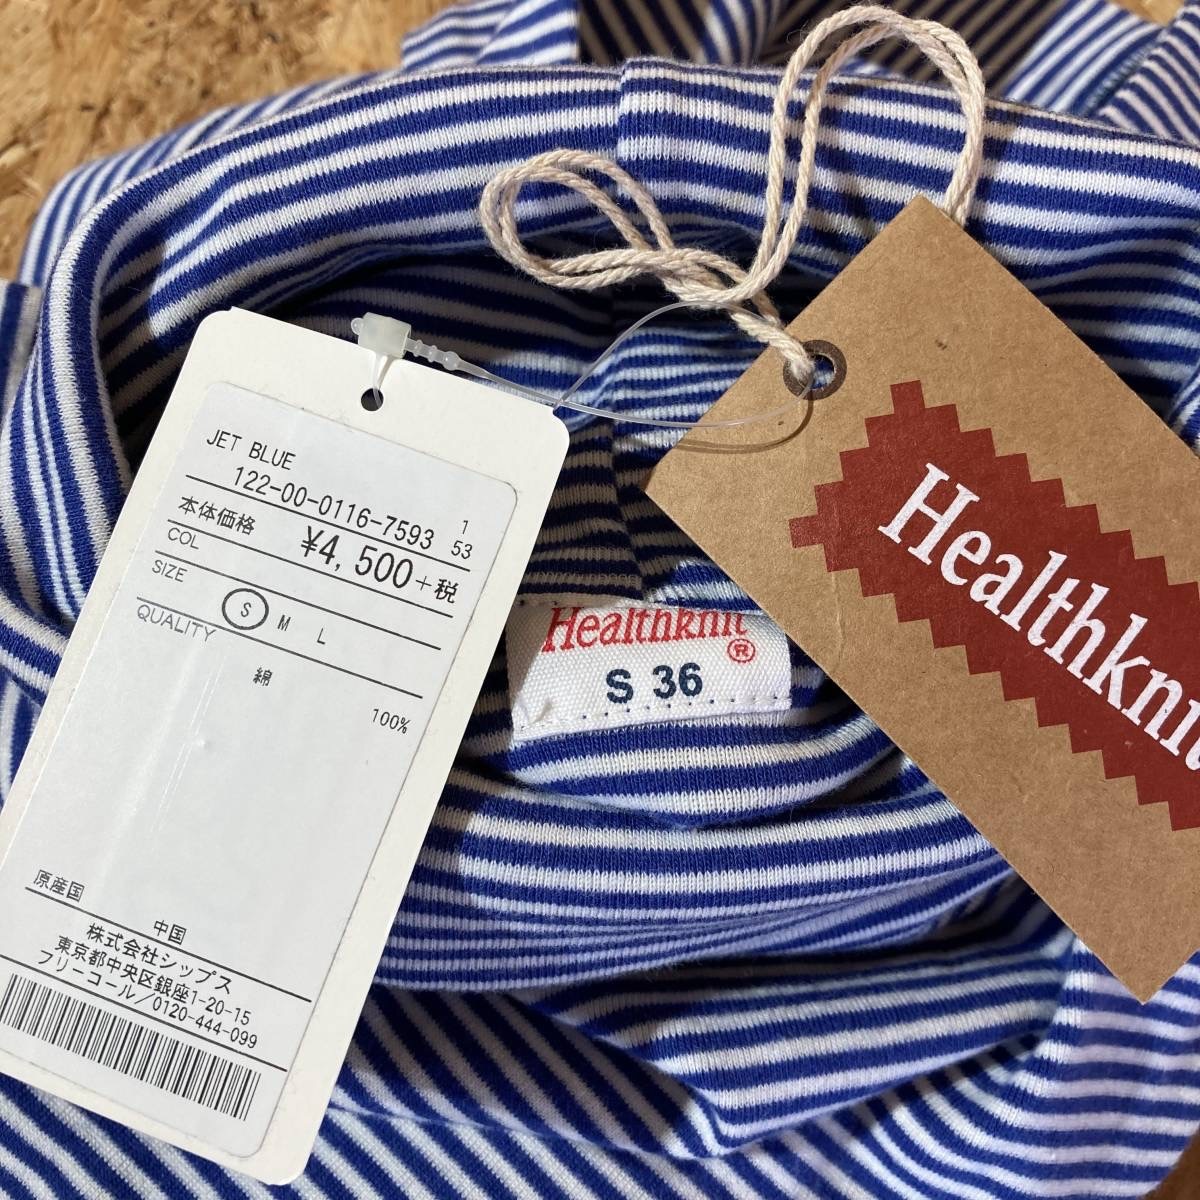 JET BLUE
122-00-0116-7593
1
53
本体価格
¥4,500+税
COL
SIZE
S M L
QUALITY
綿
100%
原産国
中国
株式会社シップス
東京都中央区銀座1-20-15
フリーコール/0120-444-099
Healthknit
®
S 36
Healthknit